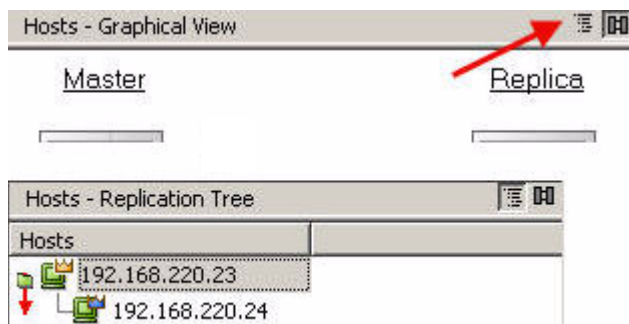 Hosts - Graphical View
Master Replica
Hosts - Replication Tree
Hosts
192.168.220.23
192.168.220.24